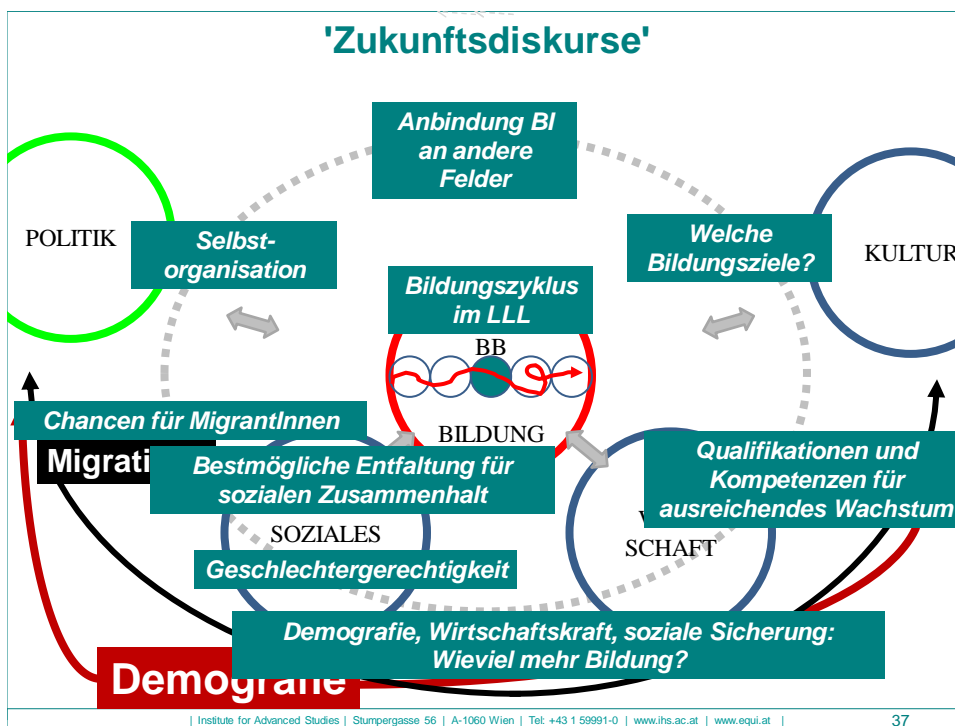 'Zukunftsdiskurse'
Anbindung BI
an andere
Felder
POLITIK
Selbst-
organisation
Welche
Bildungsziele?
KULTUR
Bildungszyklus
im LLL
BB
BILDUNG
Chancen für MigrantInnen
Bestmögliche Entfaltung für
sozialen Zusammenhalt
Qualifikationen und
Kompetenzen für
ausreichendes Wachstum
SOZIALES
SCHAFT
Geschlechtergerechtigkeit
Demografie, Wirtschaftskraft, soziale Sicherung:
Wieviel mehr Bildung?
Demografie
| Institute for Advanced Studies | Stumpergasse 56 | A-1060 Wien | Tel: +43 1 59991-0 | www.ihs.ac.at | www.equi.at |
37